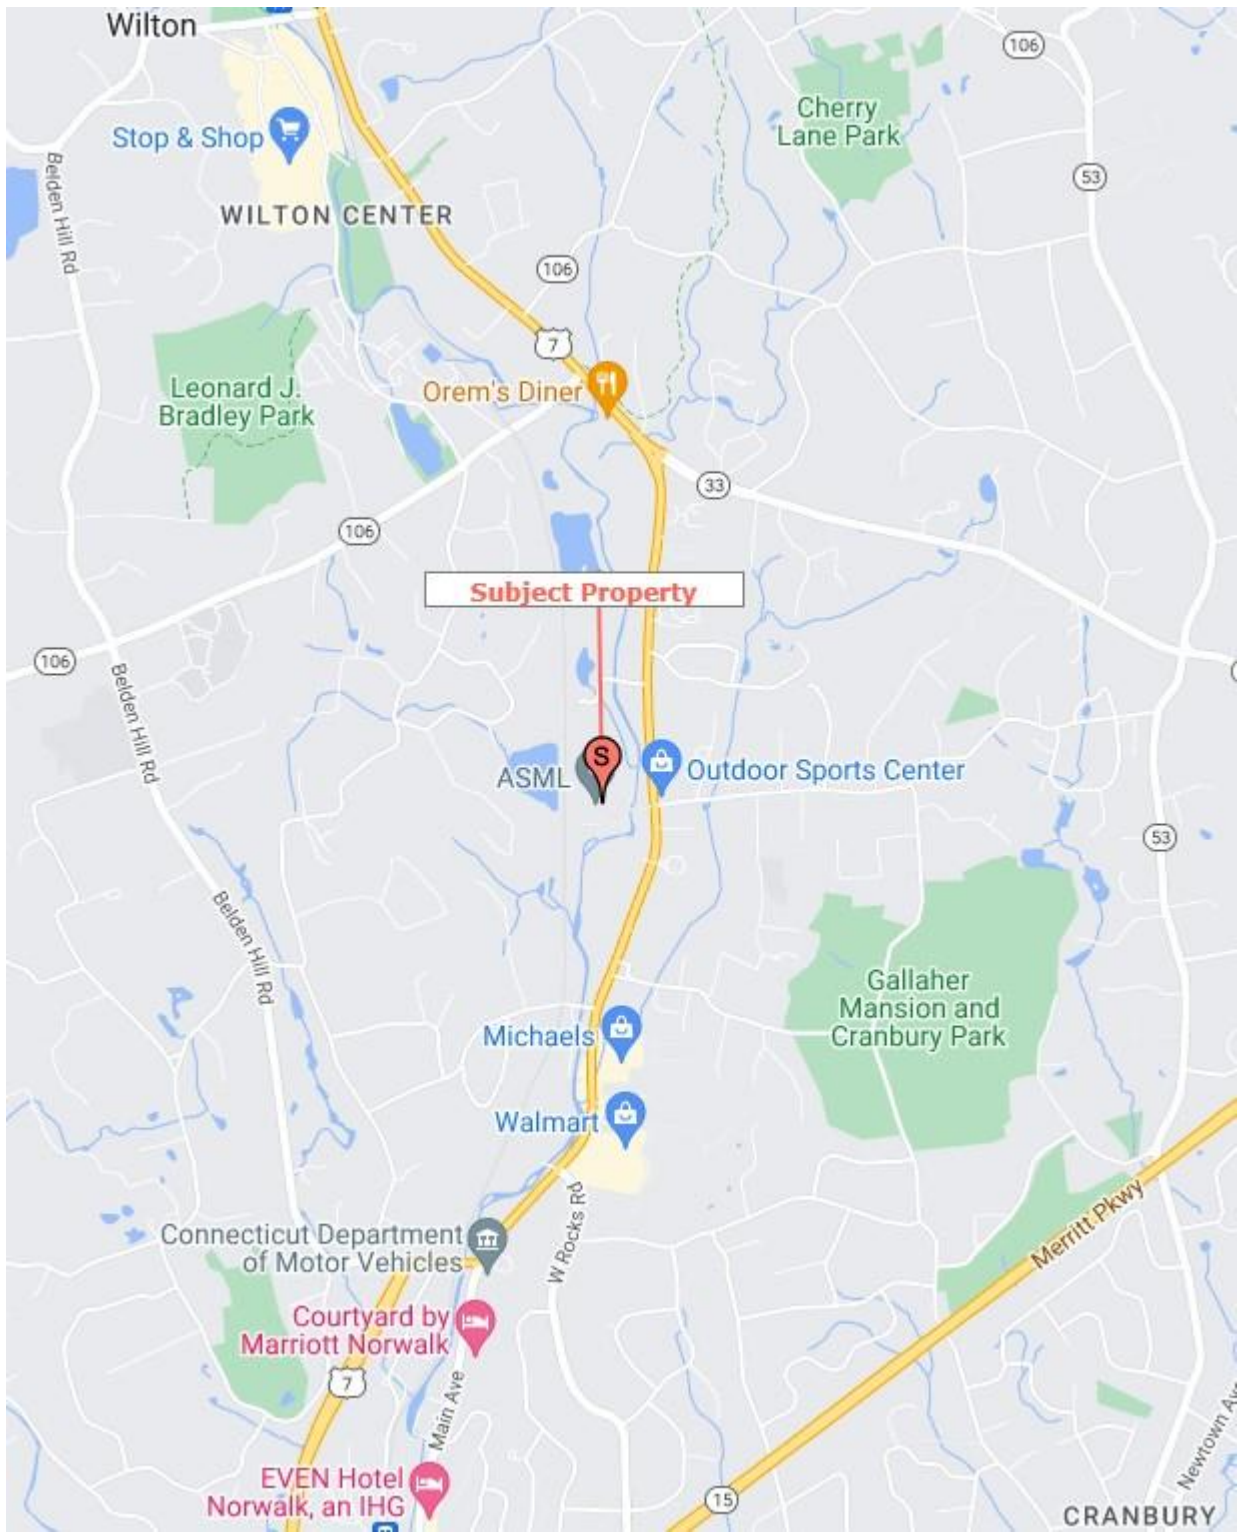 Wilton
106
Cherry
Lane Park
Stop & Shop
Belden Hill Rd
53
WILTON CENTER
106
7
Leonard J.
Bradley Park
Orem's Diner
33
106
Subject Property
106
Belden Hill Rd
ASML
S
Outdoor Sports Center
53
Belden Hill Rd
Gallaher
Mansion and
Cranbury Park
Michaels
Walmart
W Rocks Rd
Merritt Pkwy
Connecticut Department
of Motor Vehicles
Courtyard by
Marriott Norwalk
7
Main Ave
Newtown Av
EVEN Hotel
Norwalk, an IHG
15
CRANBURY